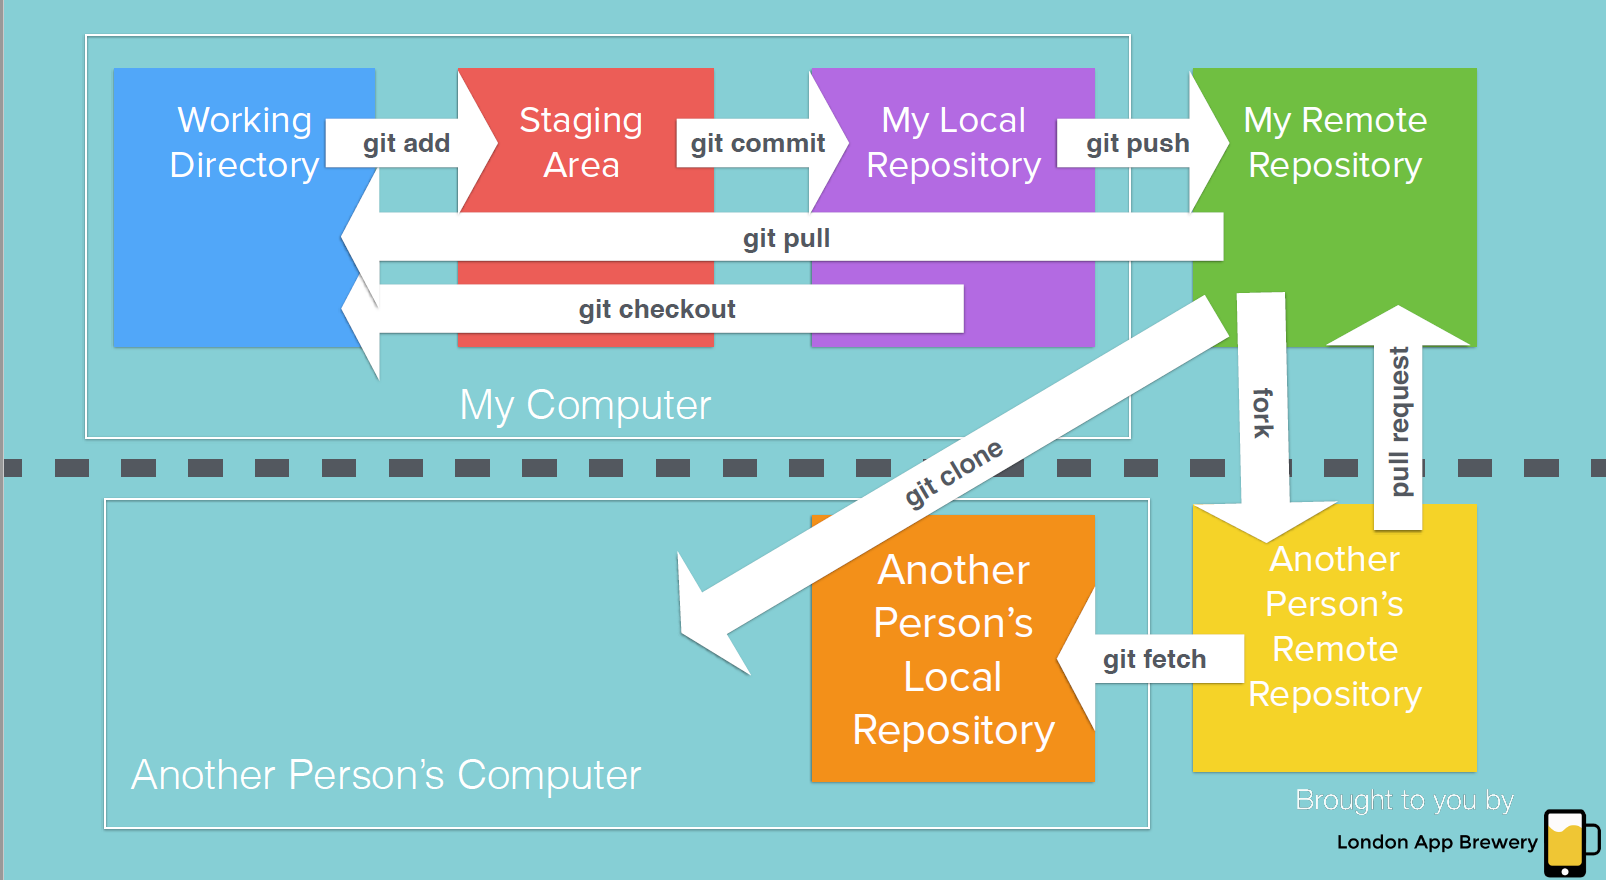 Working
Directory
git add
Staging
Area
git commit
My Local
Repository
git push
My Remote
Repository
git pull
git checkout
My Computer
git clone
fork
pull request
Another
Person’s
Local
Repository
git fetch
Another
Person’s
Remote
Repository
Another Person’s Computer
Brought to you by
London App Brewery